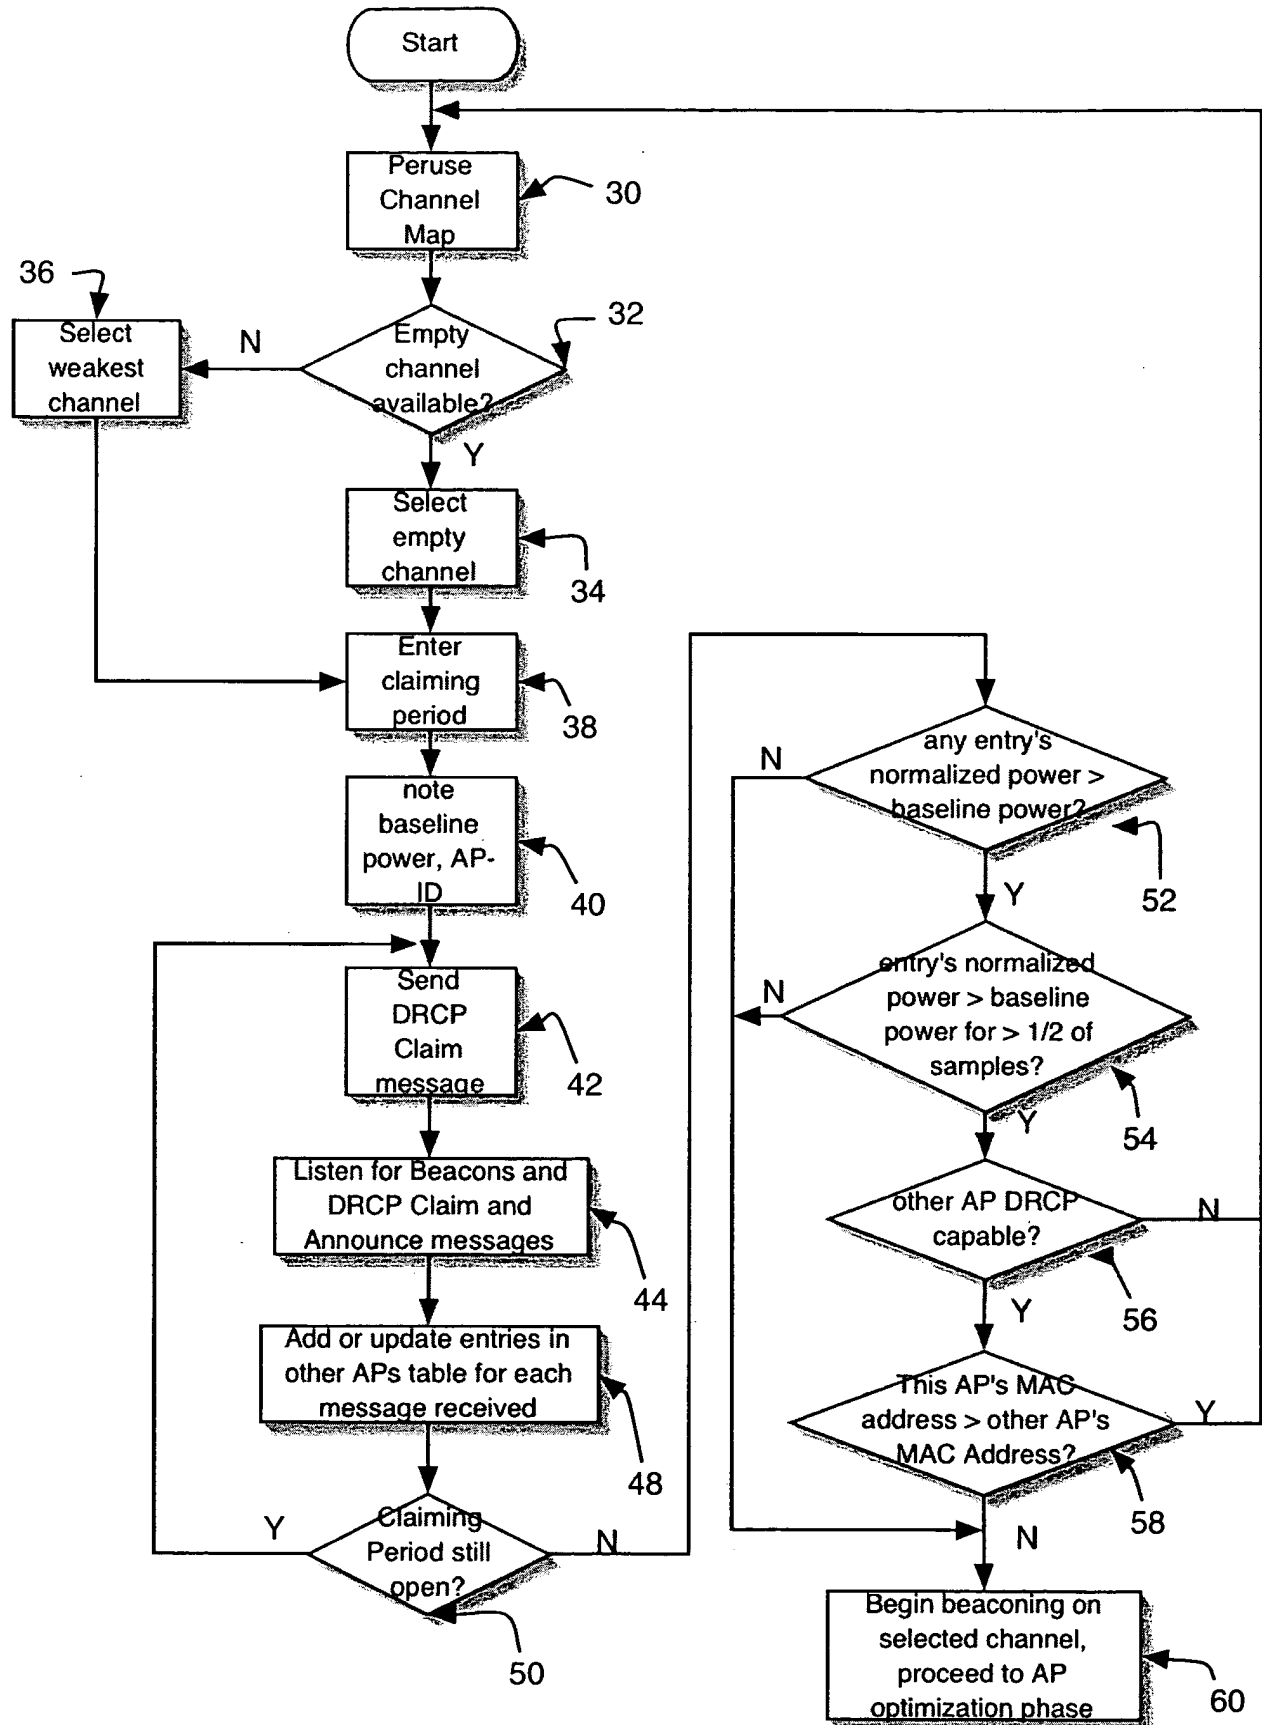 Start
Peruse
Channel
Map
30
36
Select
weakest
channel
N
Empty
channel
available?
32
Y
Select
empty
channel
34
Enter
claiming
period
38
note
baseline
power, AP-
ID
40
Send
DRCP
Claim
message
42
Listen for Beacons and
DRCP Claim and
Announce messages
44
Add or update entries in
other APs table for each
message received
48
Y
Claiming
Period still
open?
N
50
N
any entry's
normalized power >
baseline power?
52
Y
N
entry's normalized
power > baseline
power for > 1/2 of
samples?
54
Y
other AP DRCP
capable?
N
56
Y
This AP's MAC
address > other AP's
MAC Address?
Y
58
N
Begin beaconing on
selected channel,
proceed to AP
optimization phase
60